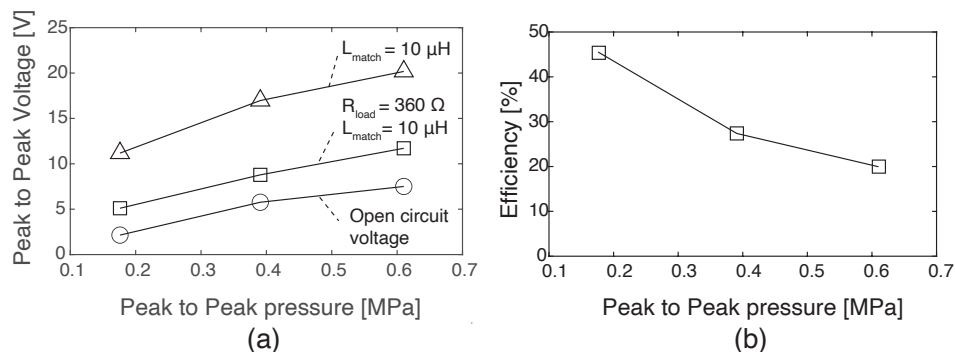 Peak to Peak Voltage [V]
25
20
15
10
5
0
0.1 0.2 0.3 0.4 0.5 0.6 0.7
Peak to Peak pressure [MPa]
L_match = 10 μH
R_load = 360 Ω
L_match = 10 μH
Open circuit
voltage
(a)
Efficiency [%]
50
40
30
20
10
0
0.1 0.2 0.3 0.4 0.5 0.6 0.7
Peak to Peak pressure [MPa]
(b)